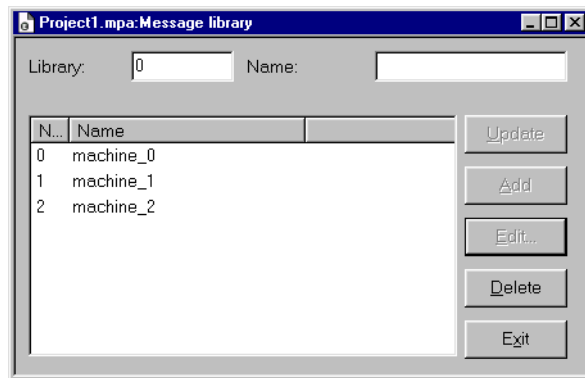 Project1.mpa:Message library
Library: 0 Name:
N... Name
0 machine_0
1 machine_1
2 machine_2
Update
Add
Edit...
Delete
Exit